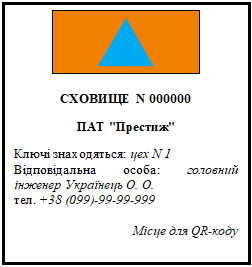 СХОВИЩЕ N 000000
ПАТ "Престиж"
Ключі знаходяться: цех N 1
Відповідальна особа: головний
інженер Українець О. О.
тел. +38 (099)-99-99-999
Місце для QR-коду